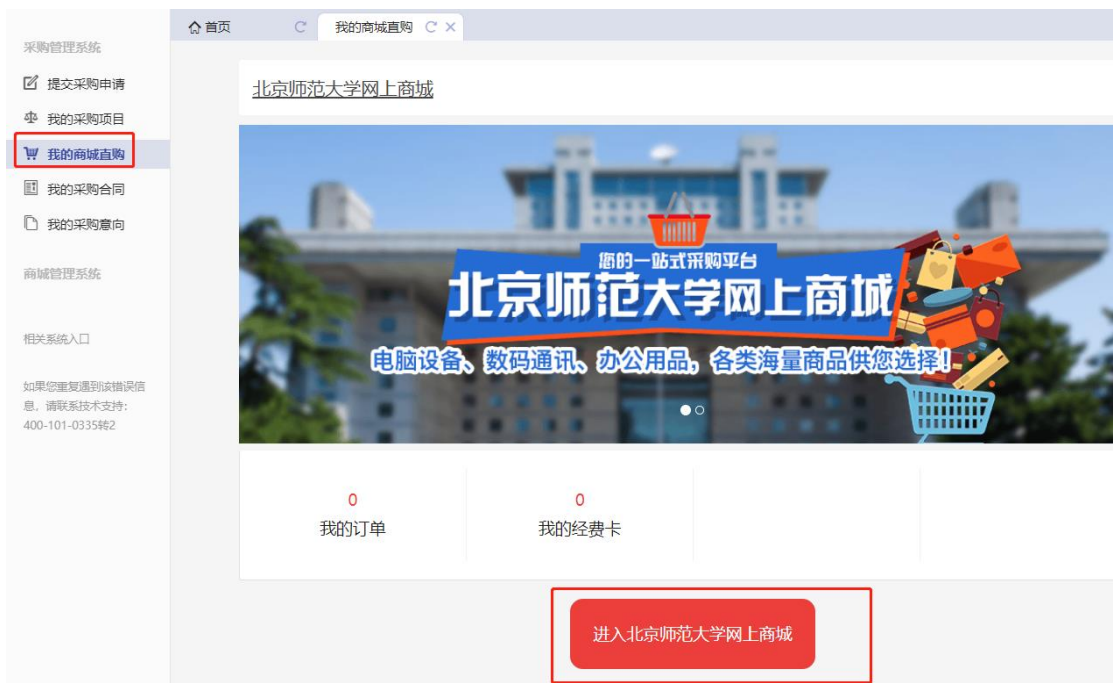 首页
我的商城直购
采购管理系统
提交采购申请
我的采购项目
我的商城直购
我的采购合同
我的采购意向
商城管理系统
相关系统入口
如果您重复遇到该错误信
息，请联系技术支持：
400-101-0335转2
北京师范大学网上商城
您的一站式采购平台
北京师范大学网上商城
电脑设备、数码通讯、办公用品，各类海量商品供您选择！
0
我的订单
0
我的经费卡
进入北京师范大学网上商城